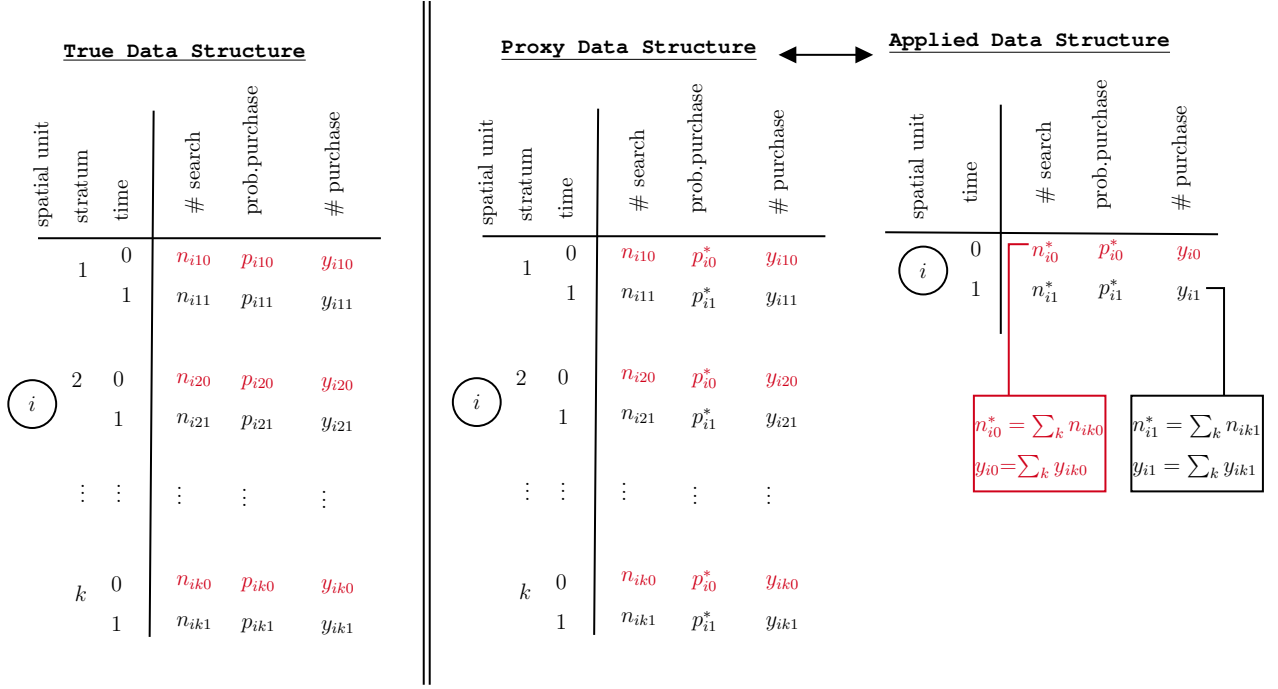 True Data Structure
spatial unit stratum time # search prob.purchase # purchase
1 0 n_{i10} p_{i10} y_{i10}
1 n_{i11} p_{i11} y_{i11}
2 0 n_{i20} p_{i20} y_{i20}
i
1 n_{i21} p_{i21} y_{i21}
⋮ ⋮ ⋮ ⋮ ⋮
k 0 n_{ik0} p_{ik0} y_{ik0}
1 n_{ik1} p_{ik1} y_{ik1}
Proxy Data Structure
spatial unit stratum time # search prob.purchase # purchase
1 0 n_{i10} p^*_{i0} y_{i10}
1 n_{i11} p^*_{i1} y_{i11}
2 0 n_{i20} p^*_{i0} y_{i20}
i
1 n_{i21} p^*_{i1} y_{i21}
⋮ ⋮ ⋮ ⋮ ⋮
k 0 n_{ik0} p^*_{i0} y_{ik0}
1 n_{ik1} p^*_{i1} y_{ik1}
Applied Data Structure
spatial unit time # search prob.purchase # purchase
0 n^*_{i0} p^*_{i0} y_{i0}
i
1 n^*_{i1} p^*_{i1} y_{i1}
n^*_{i0} = ∑_k n_{ik0}
y_{i0}=∑_k y_{ik0}
n^*_{i1} = ∑_k n_{ik1}
y_{i1} = ∑_k y_{ik1}